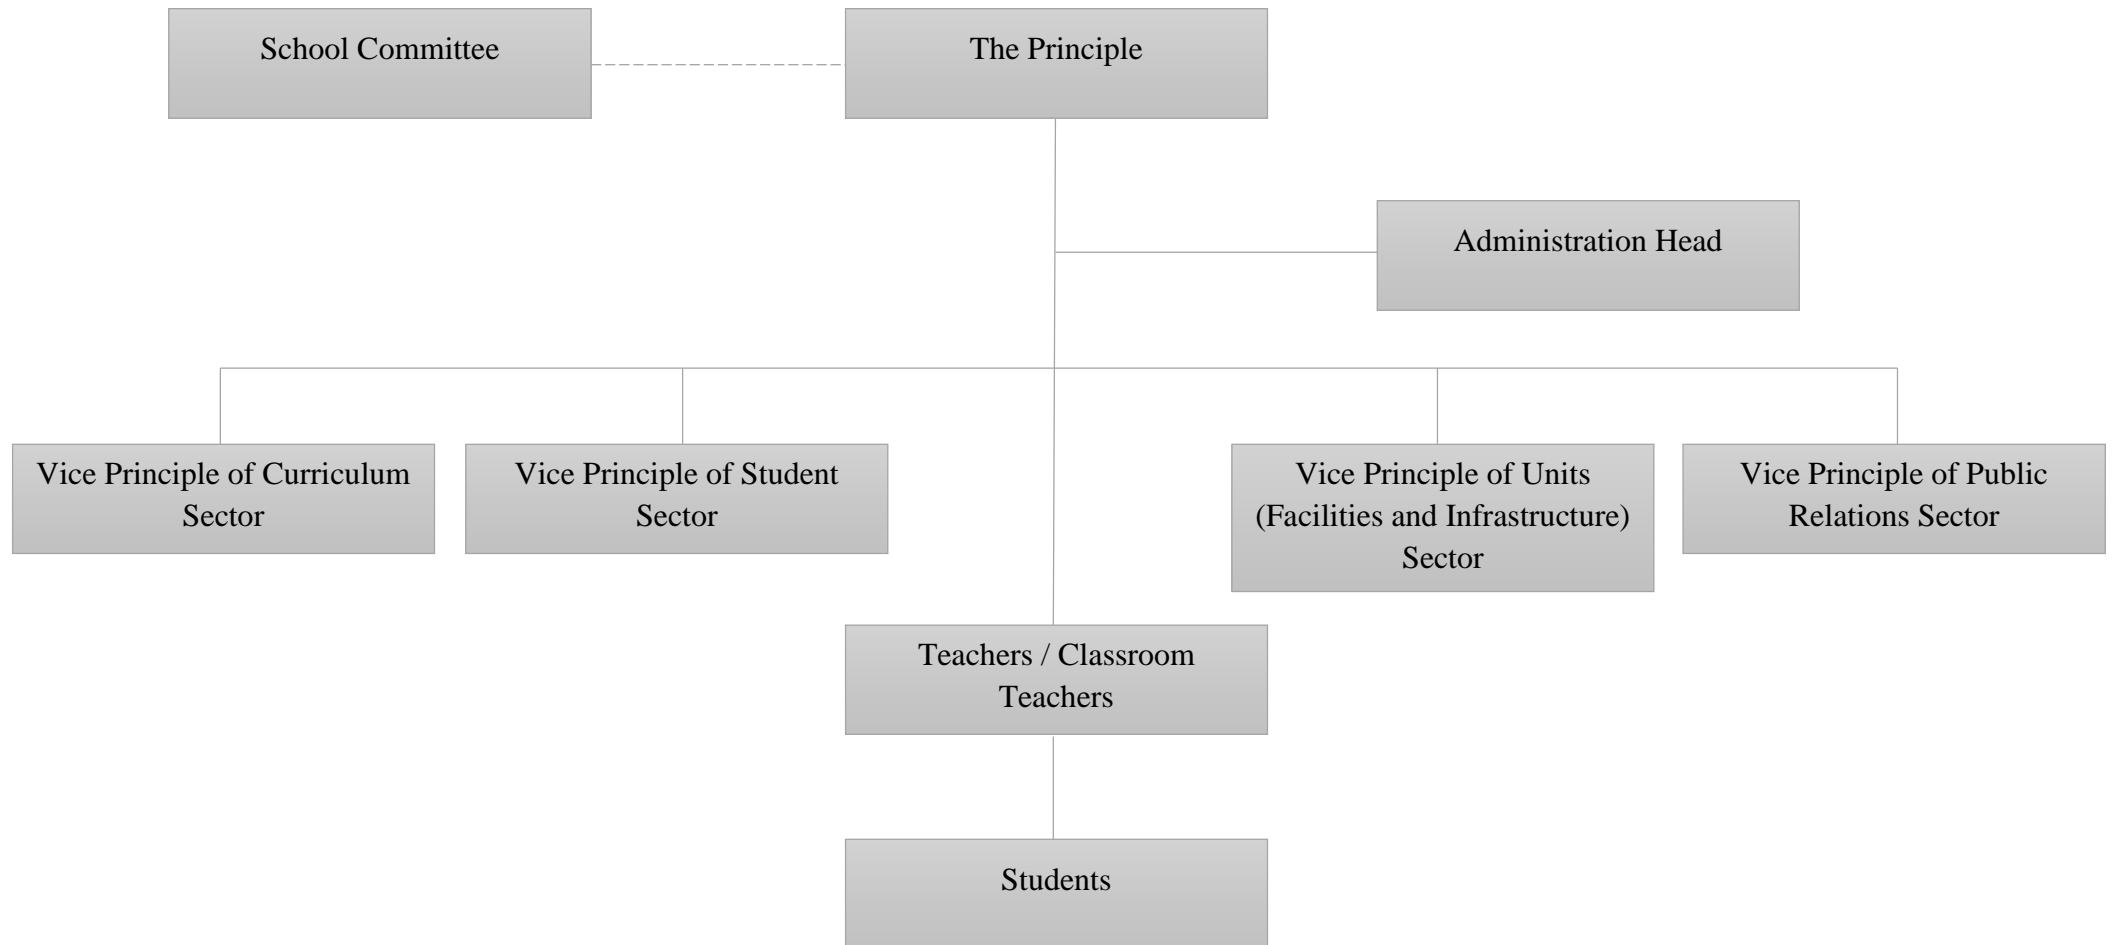 School Committee
The Principle
Administration Head
Vice Principle of Curriculum
Sector
Vice Principle of Student
Sector
Vice Principle of Units
(Facilities and Infrastructure)
Sector
Vice Principle of Public
Relations Sector
Teachers / Classroom
Teachers
Students